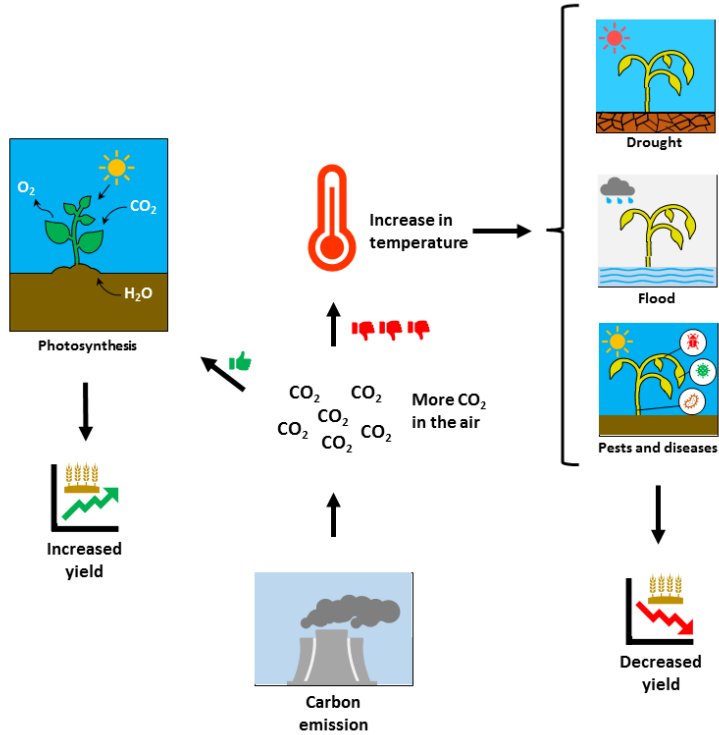 Drought
O₂
CO₂
H₂O
Photosynthesis
Increase in
temperature
Flood
Pests and diseases
CO₂ CO₂
CO₂
CO₂ CO₂ CO₂
More CO₂
in the air
Increased
yield
Decreased
yield
Carbon
emission